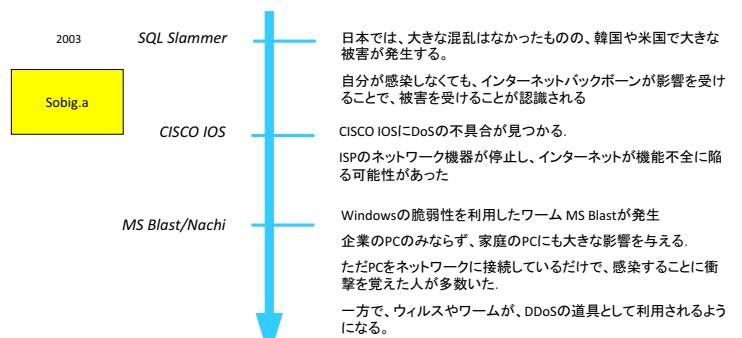 2003
SQL Slammer
日本では、大きな混乱はなかったものの、韓国や米国で大きな
被害が発生する。
自分が感染しなくても、インターネットバックボーンが影響を受け
ることで、被害を受けることが認識される
Sobig.a
CISCO IOS
CISCO IOSにDoSの不具合が見つかる.
ISPのネットワーク機器が停止し、インターネットが機能不全に陥
る可能性があった
MS Blast/Nachi
Windowsの脆弱性を利用したワーム MS Blastが発生
企業のPCのみならず、家庭のPCにも大きな影響を与える.
ただPCをネットワークに接続しているだけで、感染することに衝
撃を覚えた人が多数いた.
一方で、ウィルスやワームが、DDoSの道具として利用されるよう
になる。